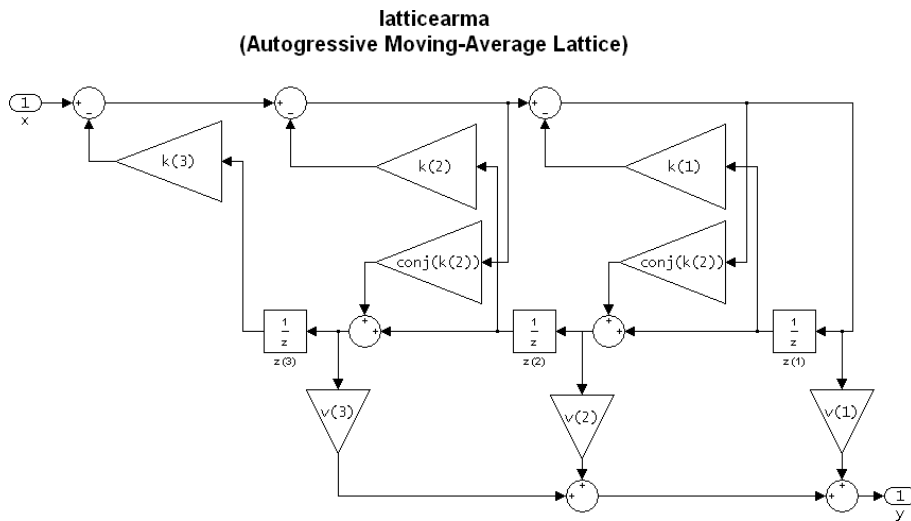 latticearma
(Autogressive Moving-Average Lattice)
1
x
+
−
+
−
+
−
k(3)
k(2)
k(1)
conj(k(2))
conj(k(2))
1
z
z(3)
+
+
1
z
z(2)
+
+
1
z
z(1)
v(3)
v(2)
v(1)
+
+
+
+
1
y